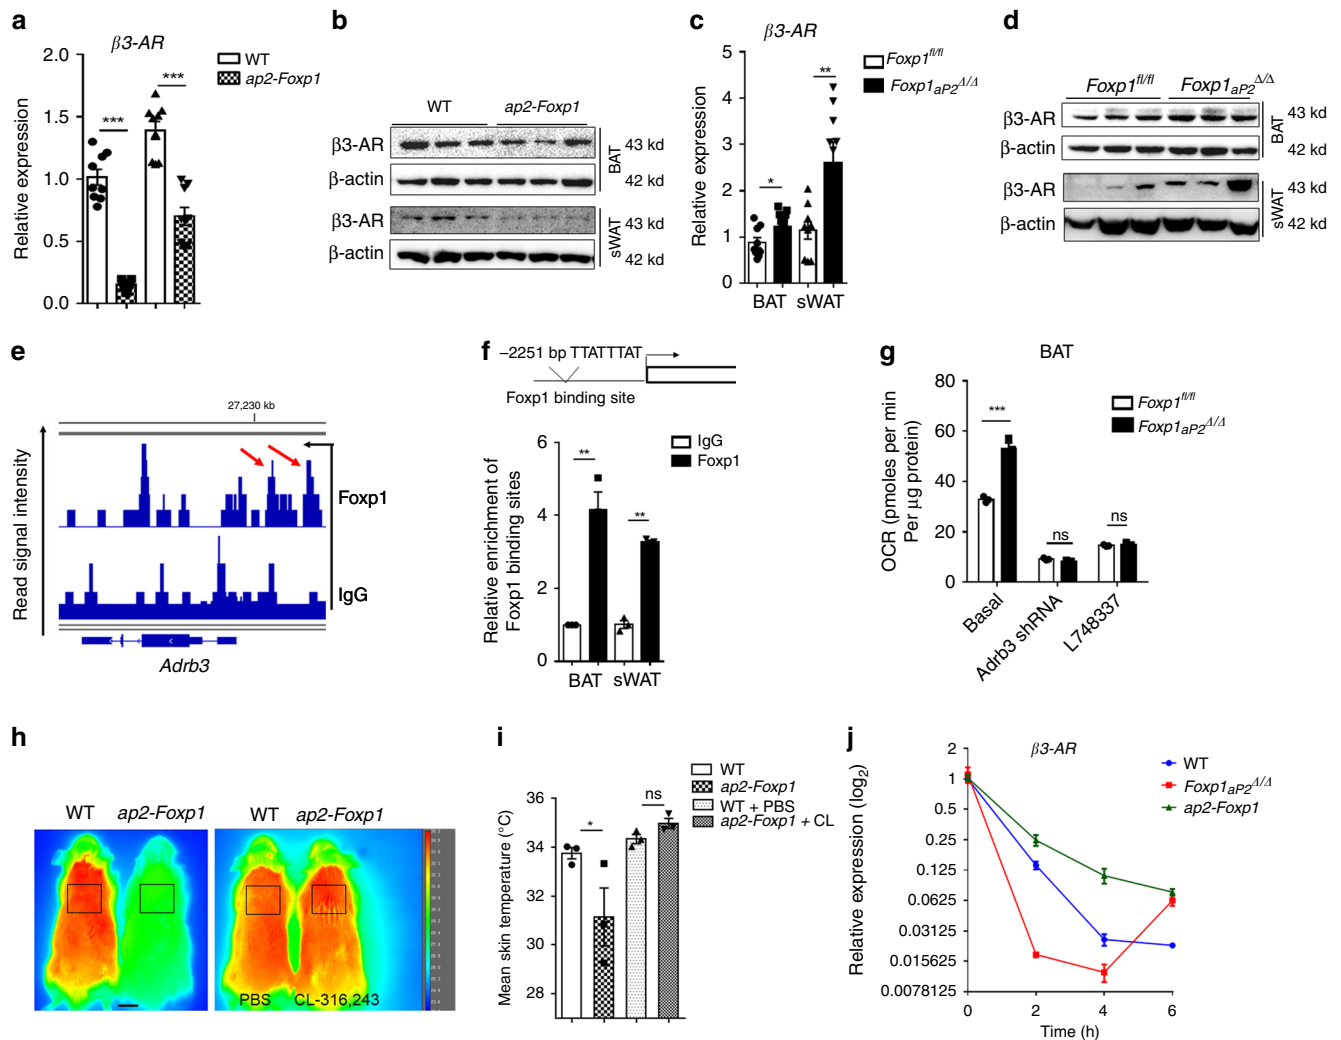 a
β3-AR
2.0
1.5
1.0
0.5
0.0
Relative expression
***
***
WT
ap2-Foxp1
b
WT ap2-Foxp1
β3-AR 43 kd
β-actin 42 kd
BAT
β3-AR 43 kd
β-actin 42 kd
sWAT
c
β3-AR
5
4
3
2
1
0
Relative expression
*
**
BAT sWAT
Foxp1fl/fl
Foxp1aP2Δ/Δ
d
Foxp1fl/fl Foxp1aP2Δ/Δ
β3-AR 43 kd
β-actin 42 kd
BAT
β3-AR 43 kd
β-actin 42 kd
sWAT
e
27,230 kb
Read signal intensity
Foxp1
IgG
Adrb3
f
–2251 bp TTATTTAT
Foxp1 binding site
6
4
2
0
Relative enrichment of
Foxp1 binding sites
**
**
IgG
Foxp1
BAT sWAT
g
BAT
80
60
40
20
0
OCR (pmoles per min
Per μg protein)
***
ns
ns
Foxp1fl/fl
Foxp1aP2Δ/Δ
Basal
Adrb3 shRNA
L748337
h
WT ap2-Foxp1
WT ap2-Foxp1
PBS CL-316,243
i
36
34
32
30
28
Mean skin temperature (°C)
*
ns
WT
ap2-Foxp1
WT + PBS
ap2-Foxp1 + CL
j
β3-AR
2
1
0.5
0.25
0.125
0.0625
0.03125
0.015625
0.0078125
Relative expression (log2)
0 2 4 6
Time (h)
WT
Foxp1aP2Δ/Δ
ap2-Foxp1